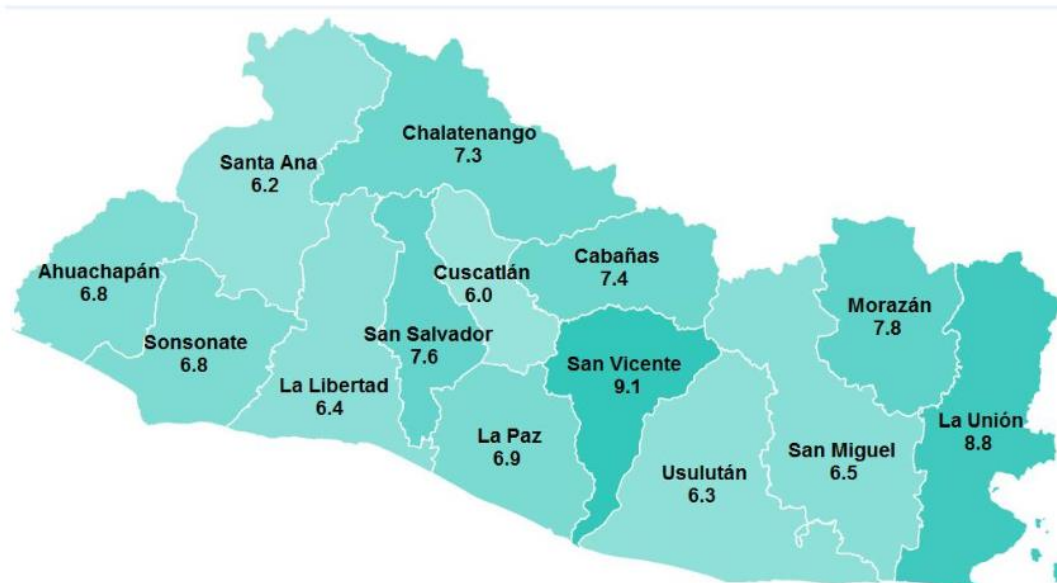 Chalatenango
7.3
Santa Ana
6.2
Cabañas
7.4
Ahuachapán
6.8
Cuscatlán
6.0
Morazán
7.8
San Salvador
7.6
Sonsonate
6.8
San Vicente
9.1
La Libertad
6.4
La Unión
8.8
La Paz
6.9
San Miguel
6.5
Usulután
6.3